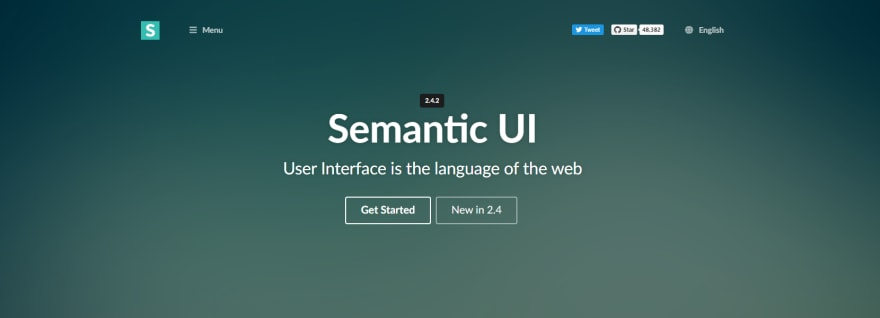 S
Menu
Tweet
Star
48,382
English
2.4.2
Semantic UI
User Interface is the language of the web
Get Started
New in 2.4